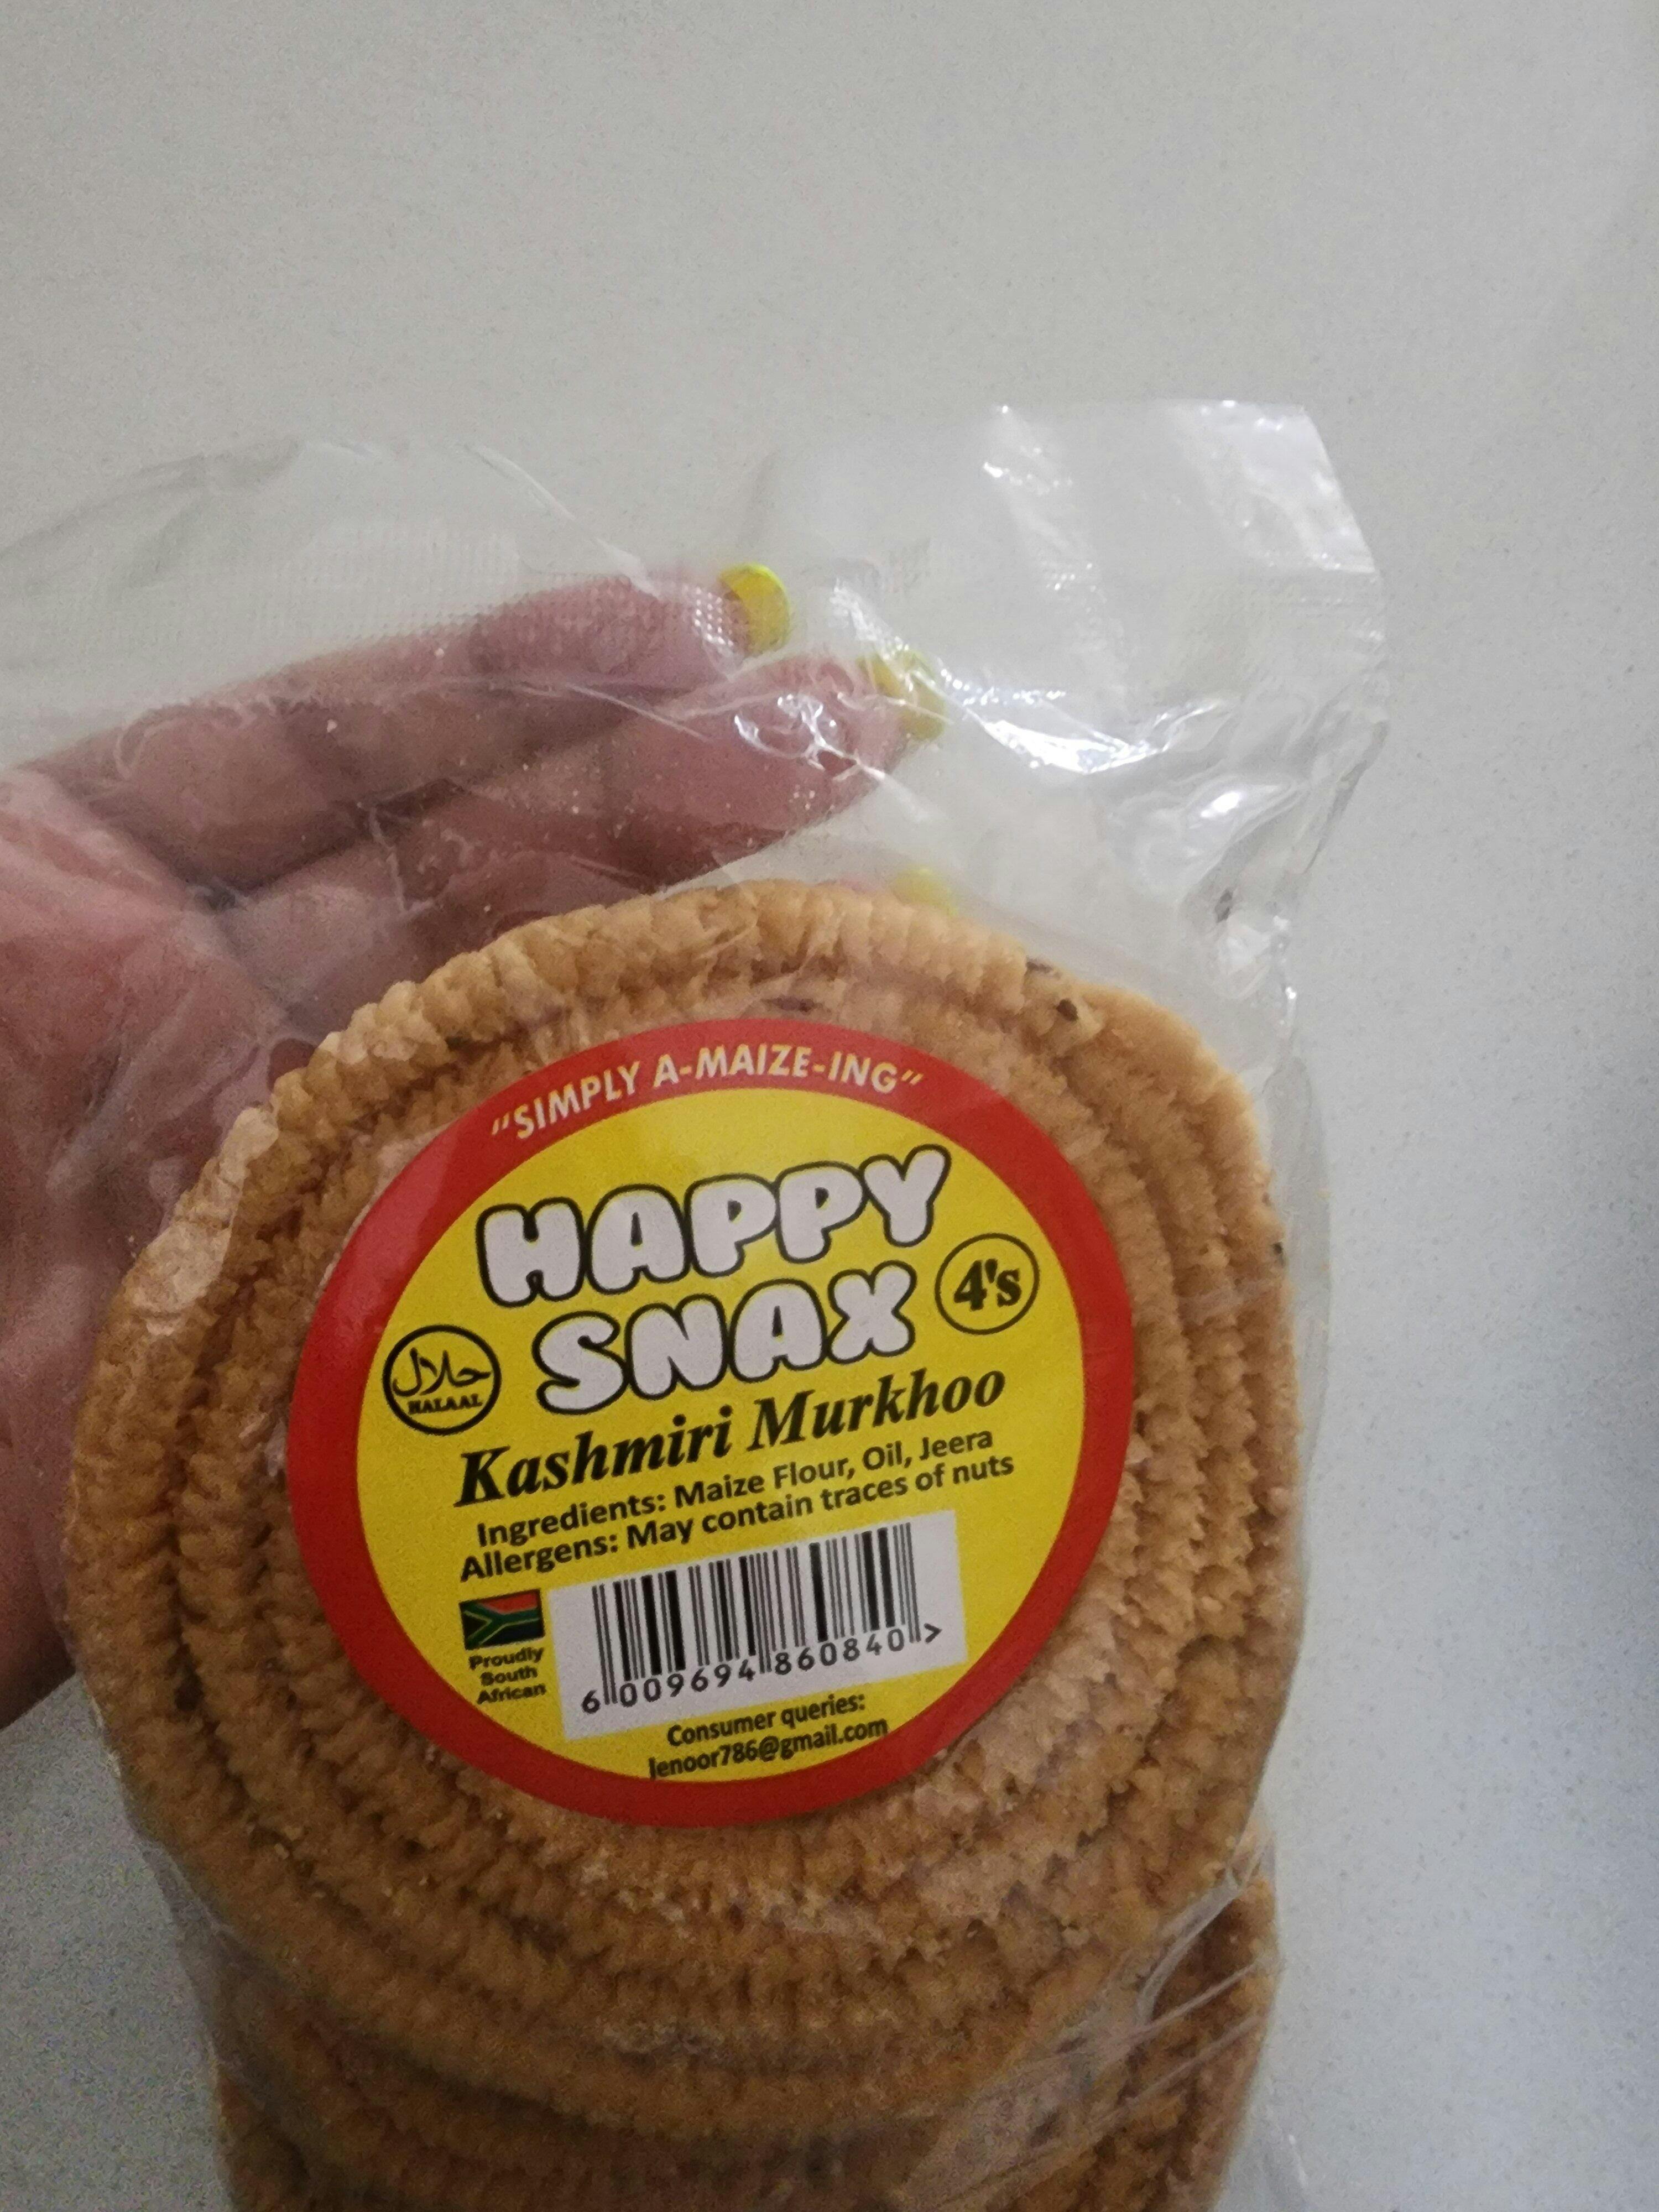 "SIMPLY A-MAIZE-ING"
HAPPY
SNAX
4's
حلال
HALAAL
Kashmiri Murkhoo
Ingredients: Maize Flour, Oil, Jeera
Allergens: May contain traces of nuts
Proudly
South
African
6 009694 860840 >
Consumer queries:
lenoor786@gmail.com